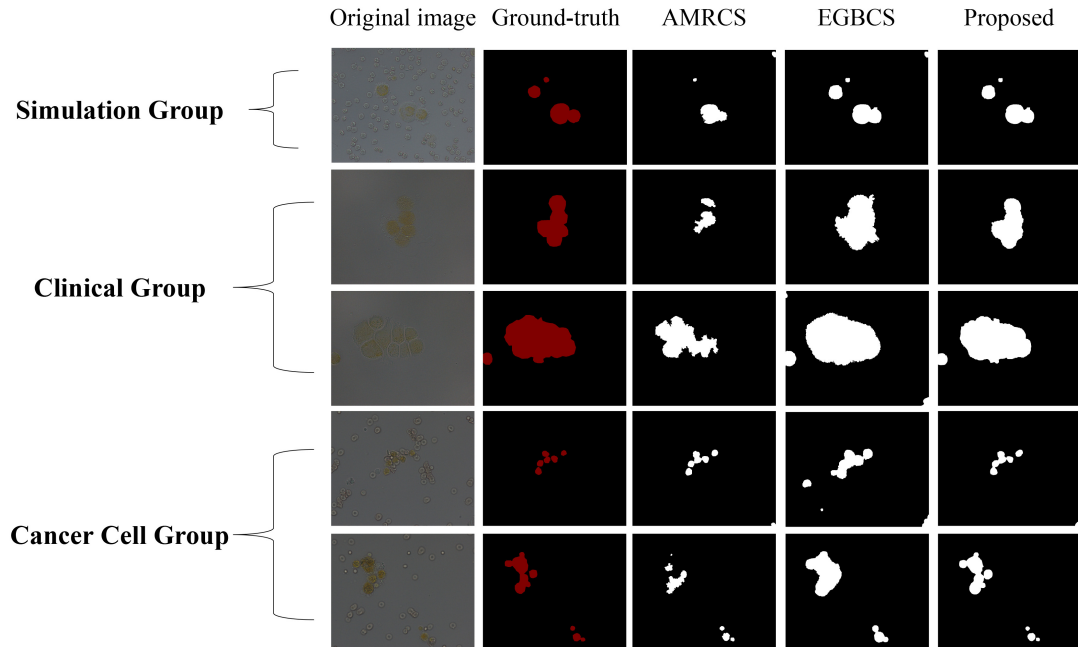 Original image Ground-truth AMRCS EGBCS Proposed
Simulation Group
Clinical Group
Cancer Cell Group